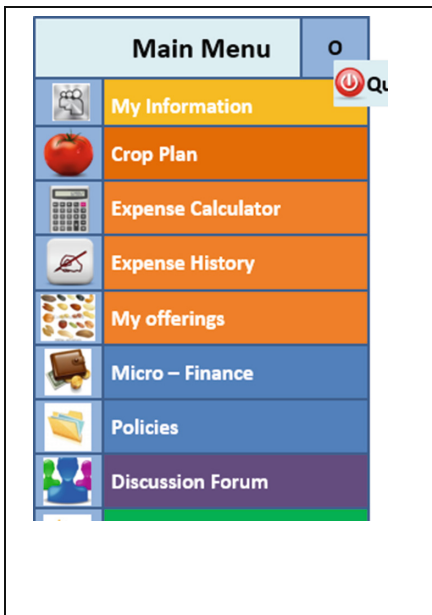 Main Menu O
Qu
My Information
Crop Plan
Expense Calculator
Expense History
My offerings
Micro – Finance
Policies
Discussion Forum